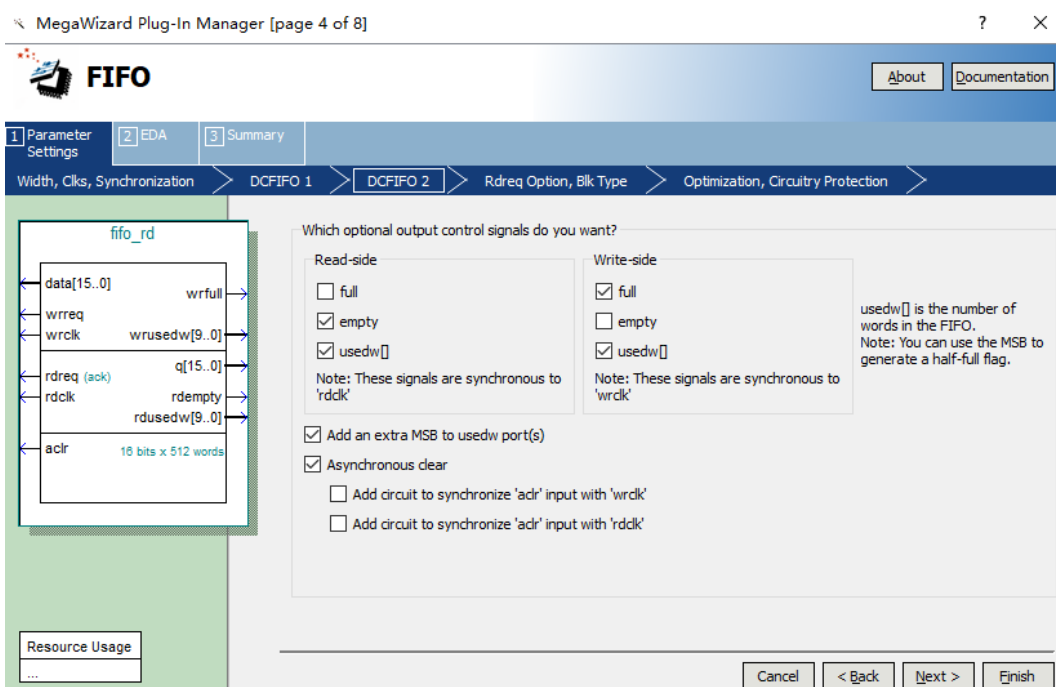 MegaWizard Plug-In Manager [page 4 of 8]
? ×
FIFO
About Documentation
1 Parameter Settings 2 EDA 3 Summary
Width, Clks, Synchronization DCFIFO 1 DCFIFO 2 Rdreq Option, Blk Type Optimization, Circuitry Protection
fifo_rd
data[15..0]
wrfull
wrreq
wrclk wrusedw[9..0]
q[15..0]
rdreq (ack)
rdclk rdempty
rdusedw[9..0]
aclr 16 bits x 512 words
Which optional output control signals do you want?
Read-side
full
empty
usedw[]
Note: These signals are synchronous to
'rdclk'
Write-side
full
empty
usedw[]
Note: These signals are synchronous to
'wrclk'
usedw[] is the number of
words in the FIFO.
Note: You can use the MSB to
generate a half-full flag.
Add an extra MSB to usedw port(s)
Asynchronous clear
Add circuit to synchronize 'aclr' input with 'wrclk'
Add circuit to synchronize 'aclr' input with 'rdclk'
Resource Usage
...
Cancel < Back Next > Finish